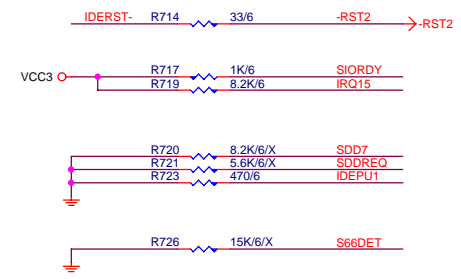 IDERST- R714 33/6 -RST2 -RST2
VCC3 R717 1K/6 SIORDY
R719 8.2K/6 IRQ15
R720 8.2K/6/X SDD7
R721 5.6K/6/X SDDREQ
R723 470/6 IDEPU1
R726 15K/6/X S66DET